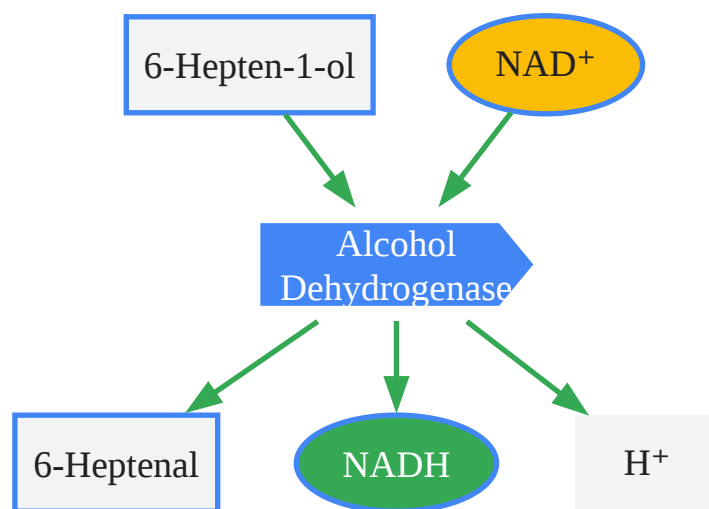 6-Hepten-1-ol
NAD⁺
Alcohol
Dehydrogenase
6-Heptenal
NADH
H⁺